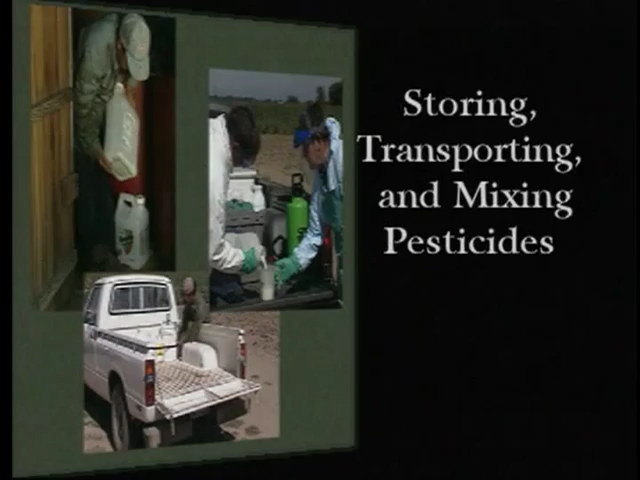 Storing,
Transporting,
and Mixing
Pesticides